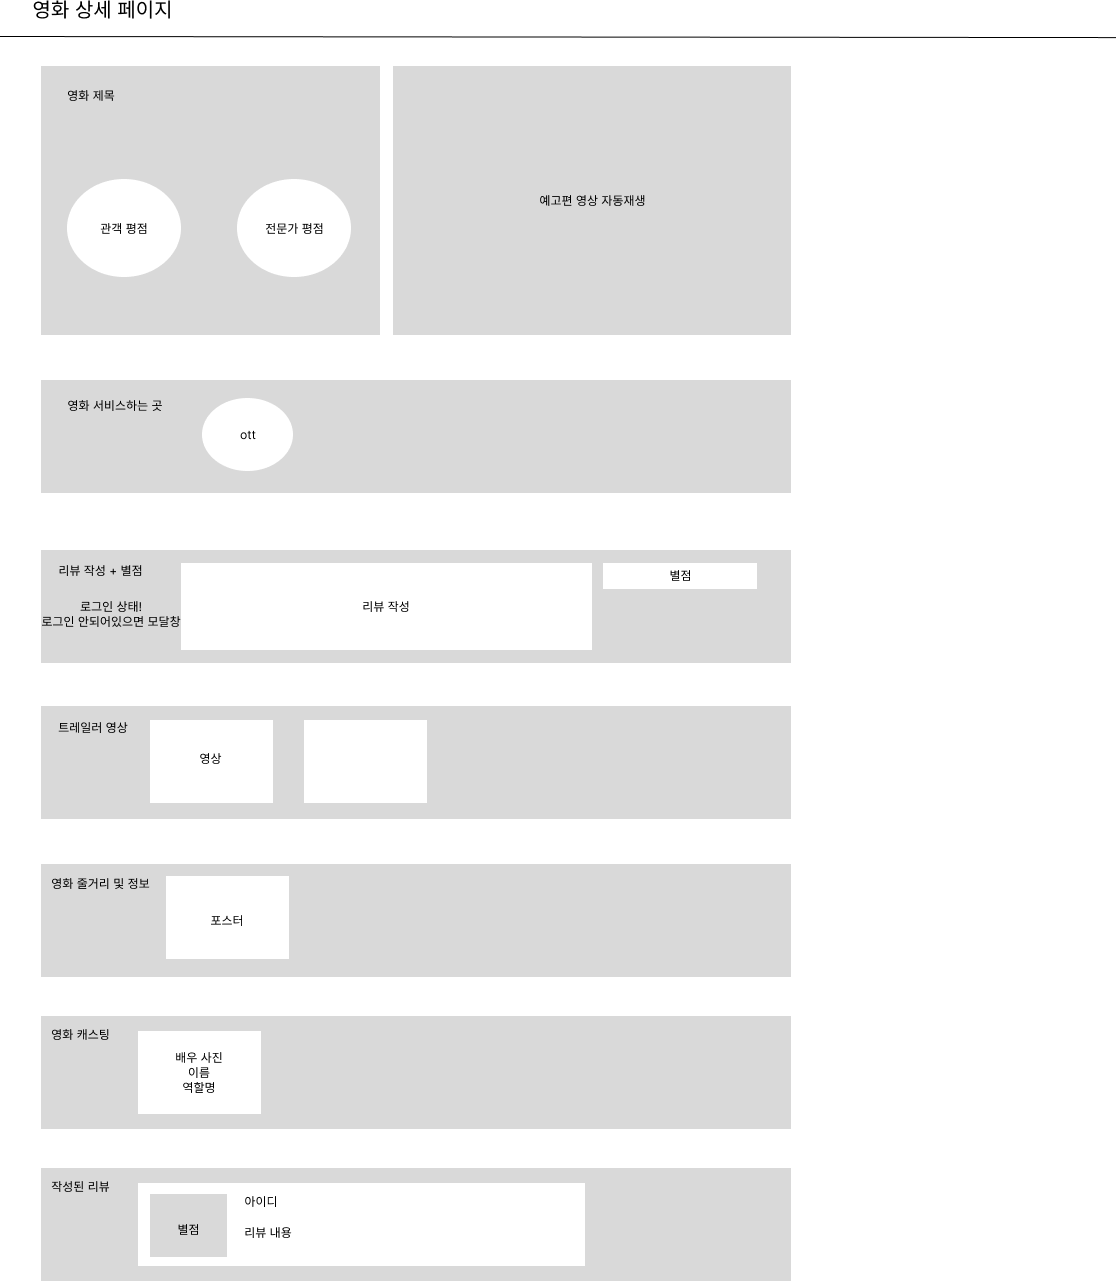 영화 상세 페이지
영화 제목
관객 평점
전문가 평점
예고편 영상 자동재생
영화 서비스하는 곳
ott
리뷰 작성 + 별점
로그인 상태!
로그인 안되어있으면 모달창
리뷰 작성
별점
트레일러 영상
영상
영화 줄거리 및 정보
포스터
영화 캐스팅
배우 사진
이름
역할명
작성된 리뷰
별점
아이디
리뷰 내용